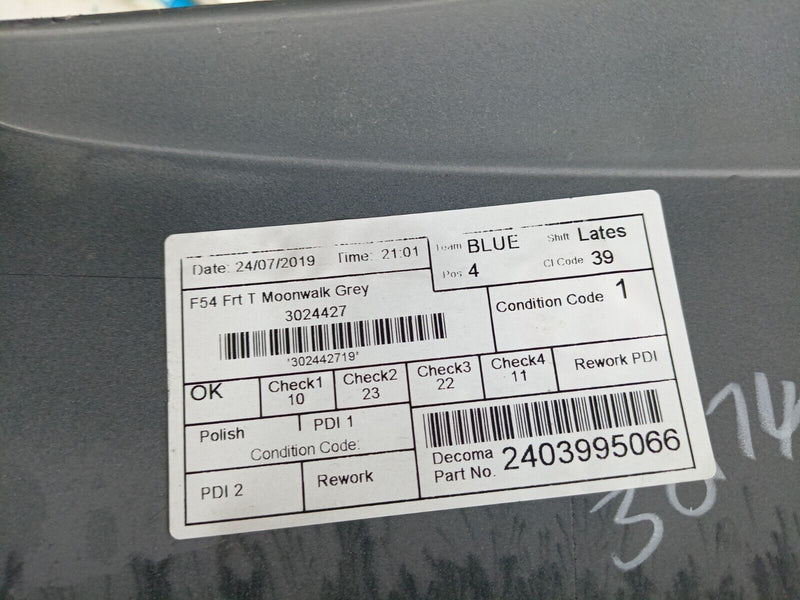 Date: 24/07/2019 Time: 21:01
Team BLUE Shift Lates
Pos 4 CI Code 39
F54 Frt T Moonwalk Grey
3024427
*302442719*
Condition Code 1
OK
Check1 10
Check2 23
Check3 22
Check4 11
Rework PDI
Polish
PDI 1
Condition Code:
PDI 2
Rework
Decoma Part No. 2403995066